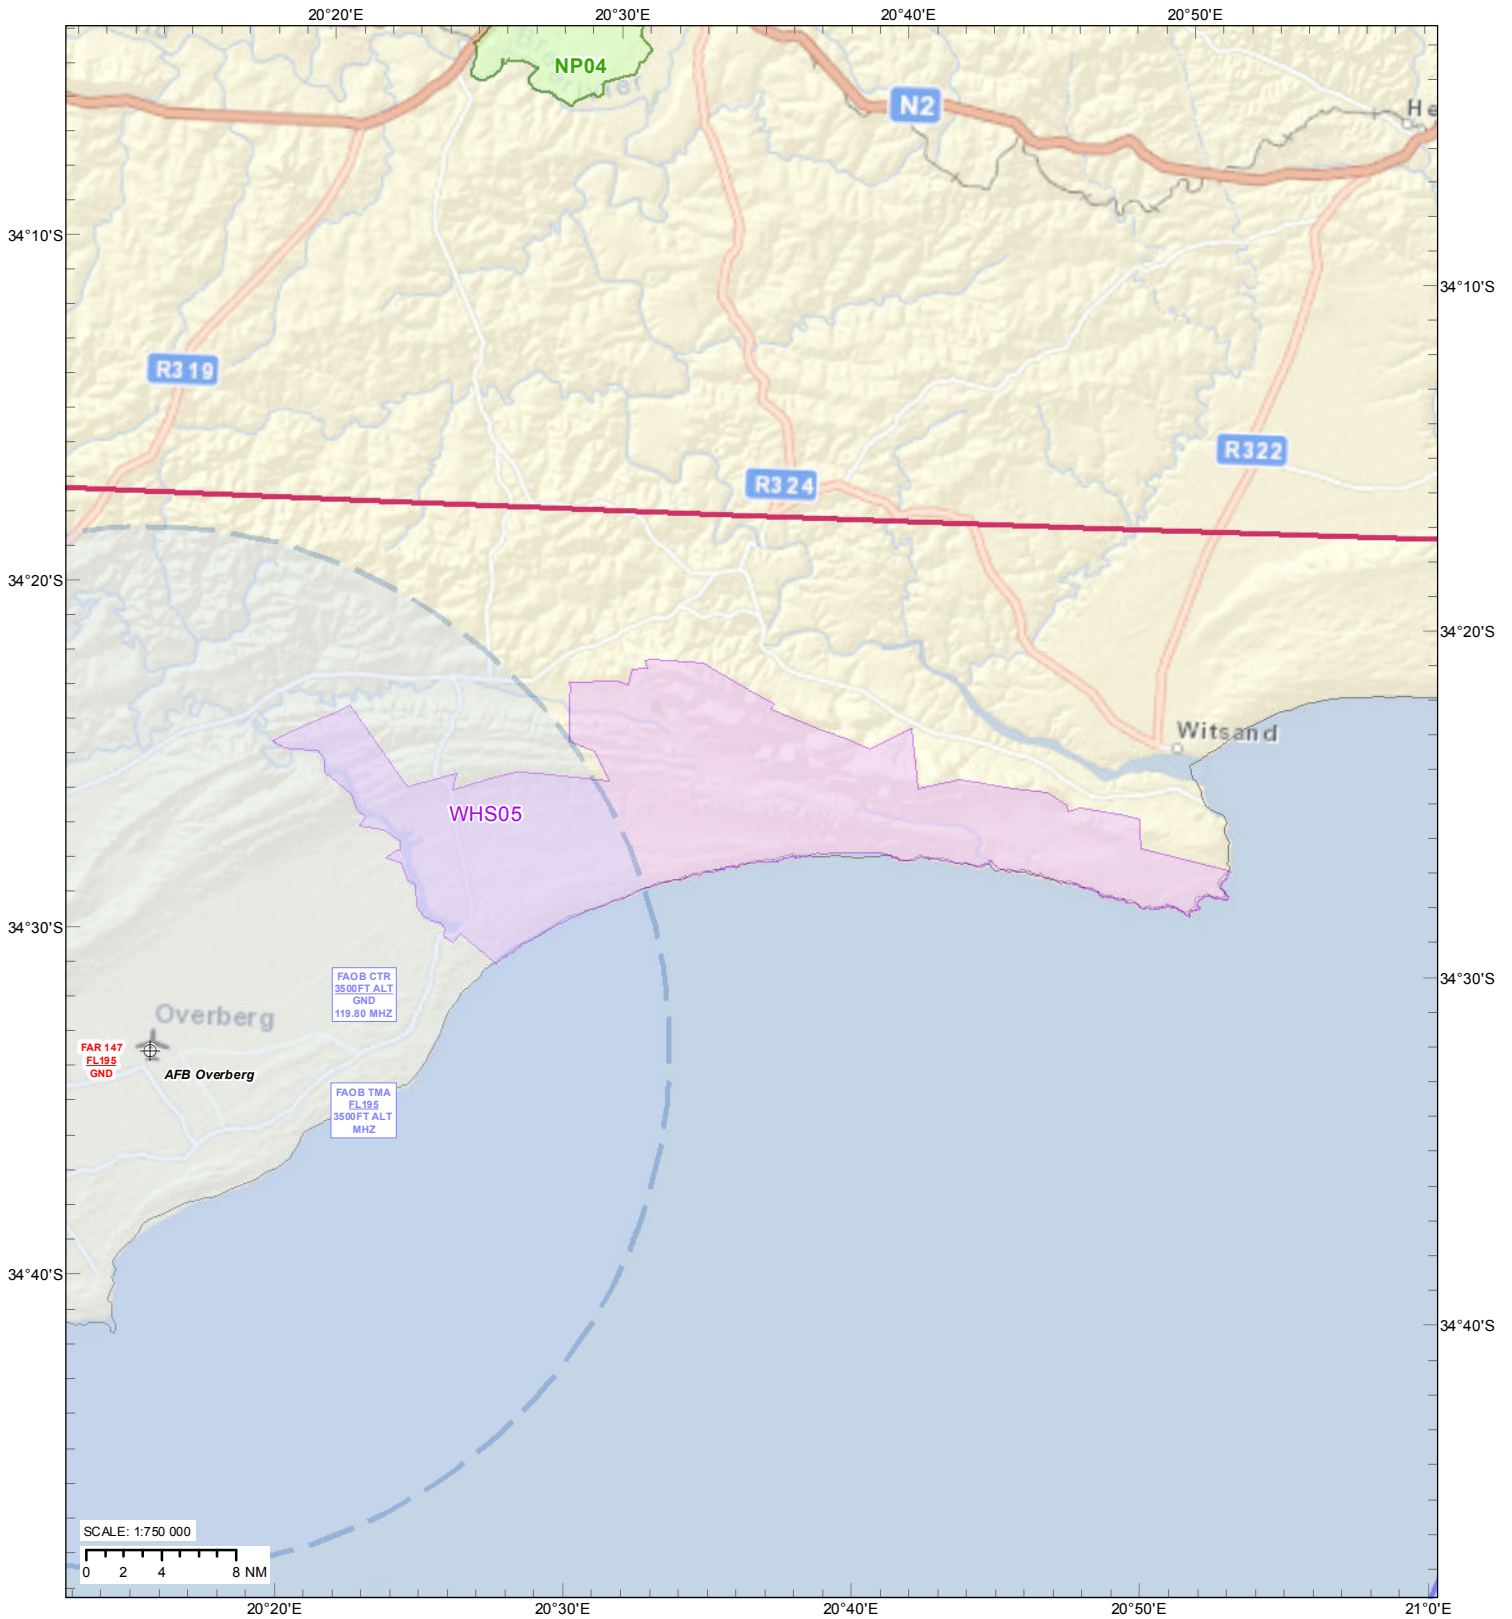 20°20'E
20°30'E
20°40'E
20°50'E
NP04
N2
He
34°10'S
34°10'S
R319
R322
R324
34°20'S
34°20'S
Witsand
WHS05
34°30'S
34°30'S
FAOB CTR
3500FT ALT
GND
119.80 MHZ
Overberg
FAR 147
FL195
GND
AFB Overberg
FAOB TMA
FL195
3500FT ALT
MHZ
34°40'S
34°40'S
SCALE: 1:750 000
0 2 4 8 NM
20°20'E
20°30'E
20°40'E
20°50'E
21°0'E